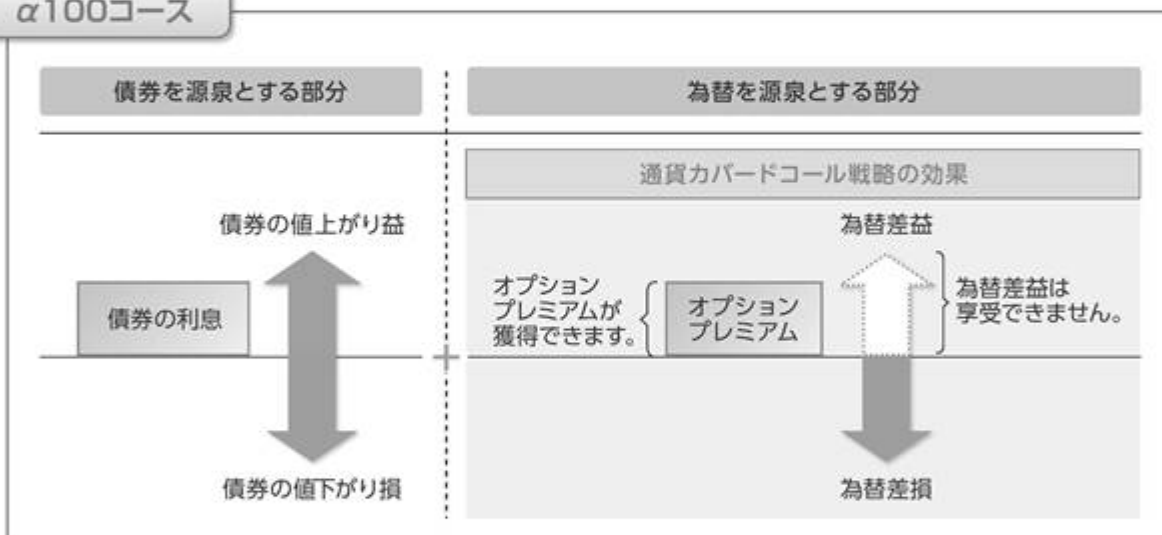 α100コース
債券を源泉とする部分
為替を源泉とする部分
通貨カバードコール戦略の効果
債券の値上がり益
債券の利息
債券の値下がり損
為替差益
オプション
プレミアムが
獲得できます。
オプション
プレミアム
為替差益は
享受できません。
為替差損